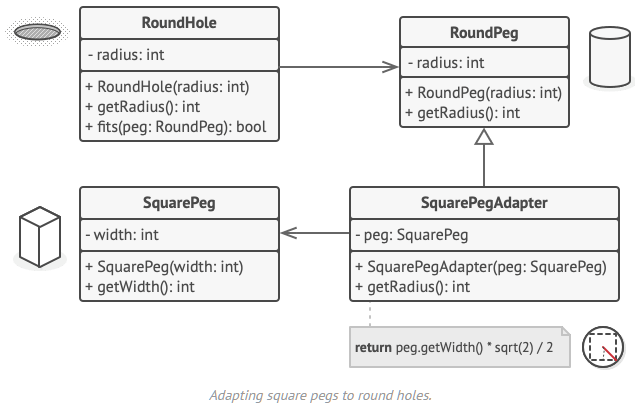 RoundHole
- radius: int
+ RoundHole(radius: int)
+ getRadius(): int
+ fits(peg: RoundPeg): bool
RoundPeg
- radius: int
+ RoundPeg(radius: int)
+ getRadius(): int
SquarePeg
- width: int
+ SquarePeg(width: int)
+ getWidth(): int
SquarePegAdapter
- peg: SquarePeg
+ SquarePegAdapter(peg: SquarePeg)
+ getRadius(): int
return peg.getWidth() * sqrt(2) / 2
Adapting square pegs to round holes.